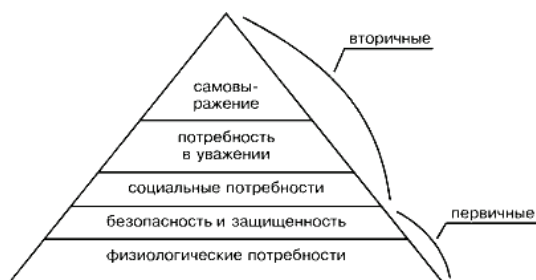 вторичные
самовы-
ражение
потребность
в уважении
социальные потребности
безопасность и защищенность
первичные
физиологические потребности